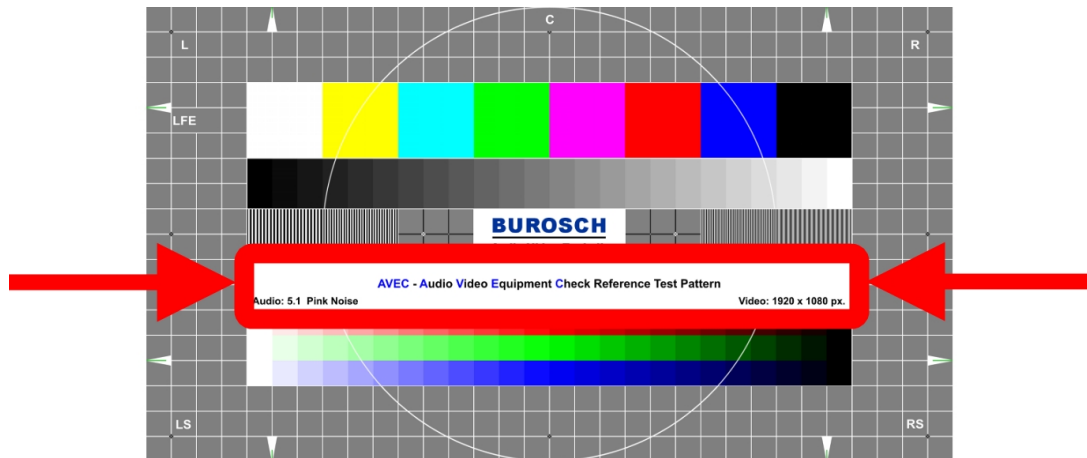 C
L
R
LFE
BUROSCH
AVEC - Audio Video Equipment Check Reference Test Pattern
Audio: 5.1 Pink Noise
Video: 1920 x 1080 px.
LS
RS